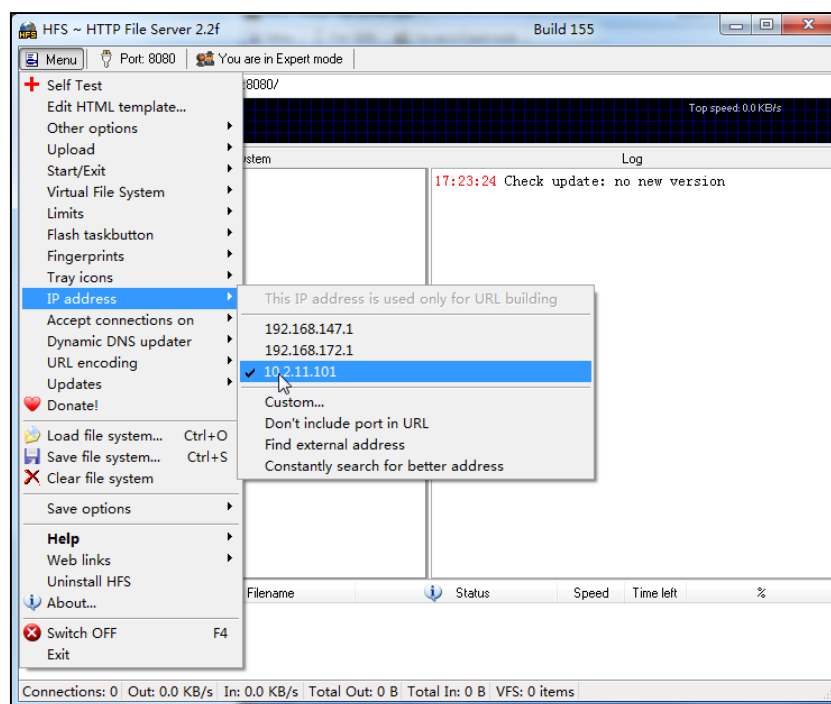 HFS ~ HTTP File Server 2.2f Build 155
Menu Port: 8080 You are in Expert mode
:8080/
Top speed: 0.0 KB/s
Log
17:23:24 Check update: no new version
Self Test
Edit HTML template...
Other options
Upload
Start/Exit
Virtual File System
Limits
Flash taskbutton
Fingerprints
Tray icons
IP address
Accept connections on
Dynamic DNS updater
URL encoding
Updates
Donate!
Load file system... Ctrl+O
Save file system... Ctrl+S
Clear file system
Save options
Help
Web links
Uninstall HFS
About...
Switch OFF F4
Exit
This IP address is used only for URL building
192.168.147.1
192.168.172.1
10.2.11.101
Custom...
Don't include port in URL
Find external address
Constantly search for better address
Filename Status Speed Time left %
Connections: 0 Out: 0.0 KB/s In: 0.0 KB/s Total Out: 0 B Total In: 0 B VFS: 0 items